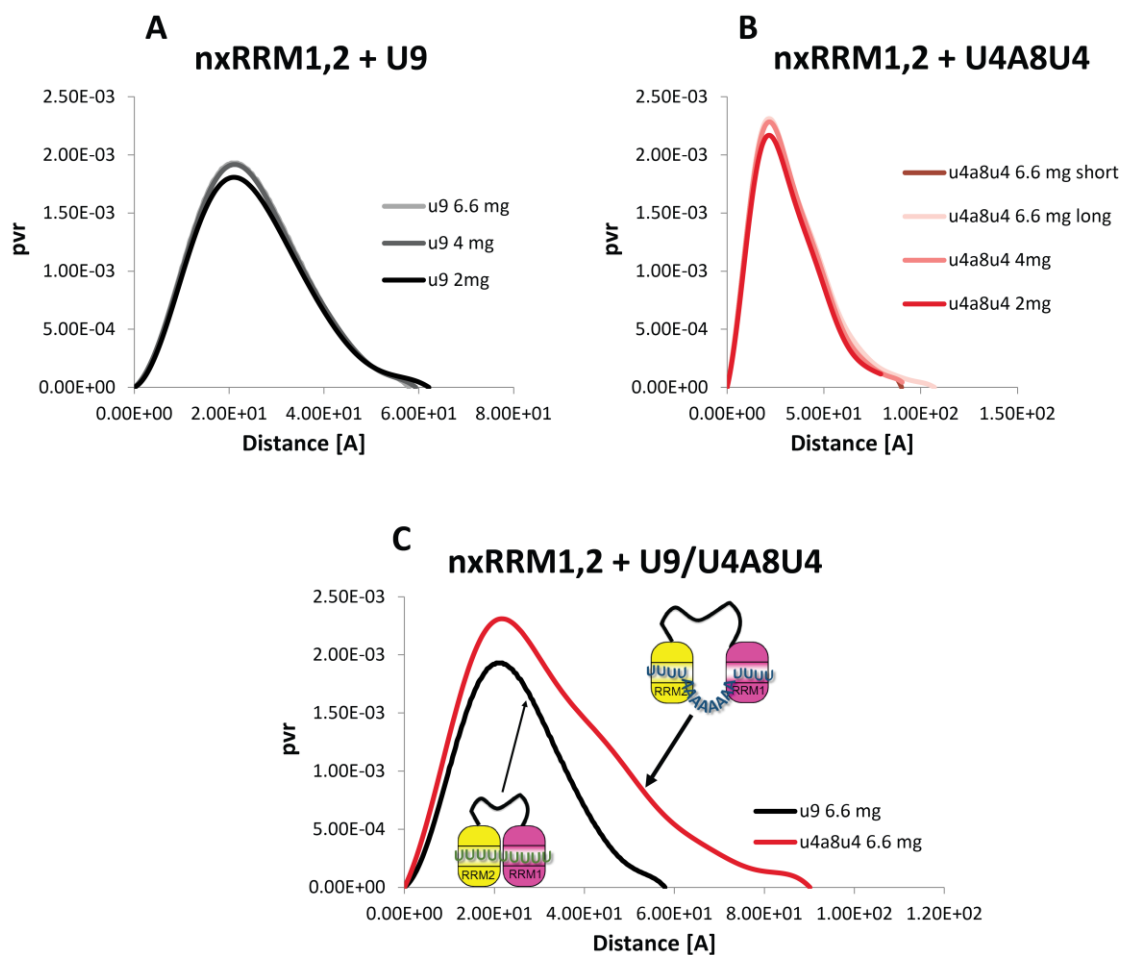 A
nxRRM1,2 + U9
2.50E-03
2.00E-03
1.50E-03
1.00E-03
5.00E-04
0.00E+00
pvr
0.00E+00 2.00E+01 4.00E+01 6.00E+01 8.00E+01
Distance [A]
u9 6.6 mg
u9 4 mg
u9 2mg
B
nxRRM1,2 + U4A8U4
2.50E-03
2.00E-03
1.50E-03
1.00E-03
5.00E-04
0.00E+00
pvr
0.00E+00 5.00E+01 1.00E+02 1.50E+02
Distance [A]
u4a8u4 6.6 mg short
u4a8u4 6.6 mg long
u4a8u4 4mg
u4a8u4 2mg
C
nxRRM1,2 + U9/U4A8U4
2.50E-03
2.00E-03
1.50E-03
1.00E-03
5.00E-04
0.00E+00
pvr
0.00E+00 2.00E+01 4.00E+01 6.00E+01 8.00E+01 1.00E+02 1.20E+02
Distance [A]
UUUUAAAAAAAAUUUU
RRM2 RRM1
UUUUUUUUU
RRM2 RRM1
u9 6.6 mg
u4a8u4 6.6 mg